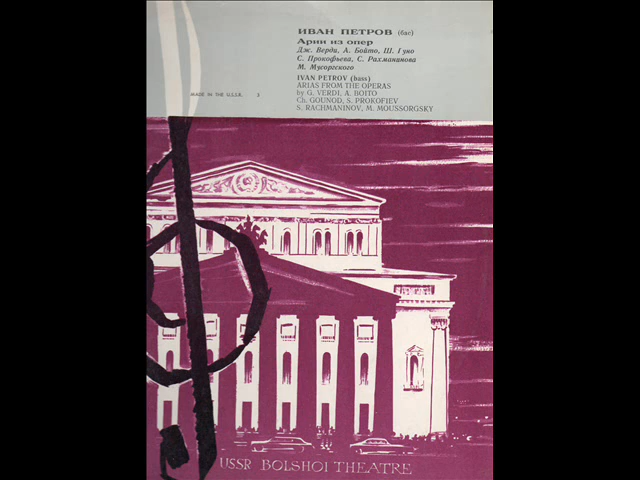 ИВАН ПЕТРОВ (бас)
Арии из опер
Дж. Верди, А. Бойто, Ш. Гуно
С. Прокофьева, С. Рахманинова
М. Мусоргского
IVAN PETROV (bass)
ARIAS FROM THE OPERAS
by G. VERDI, A. BOITO
Ch. GOUNOD, S. PROKOFIEV
S. RACHMANINOV, M. MOUSSORGSKY
MADE IN THE U.S.S.R. 3
USSR BOLSHOI THEATRE